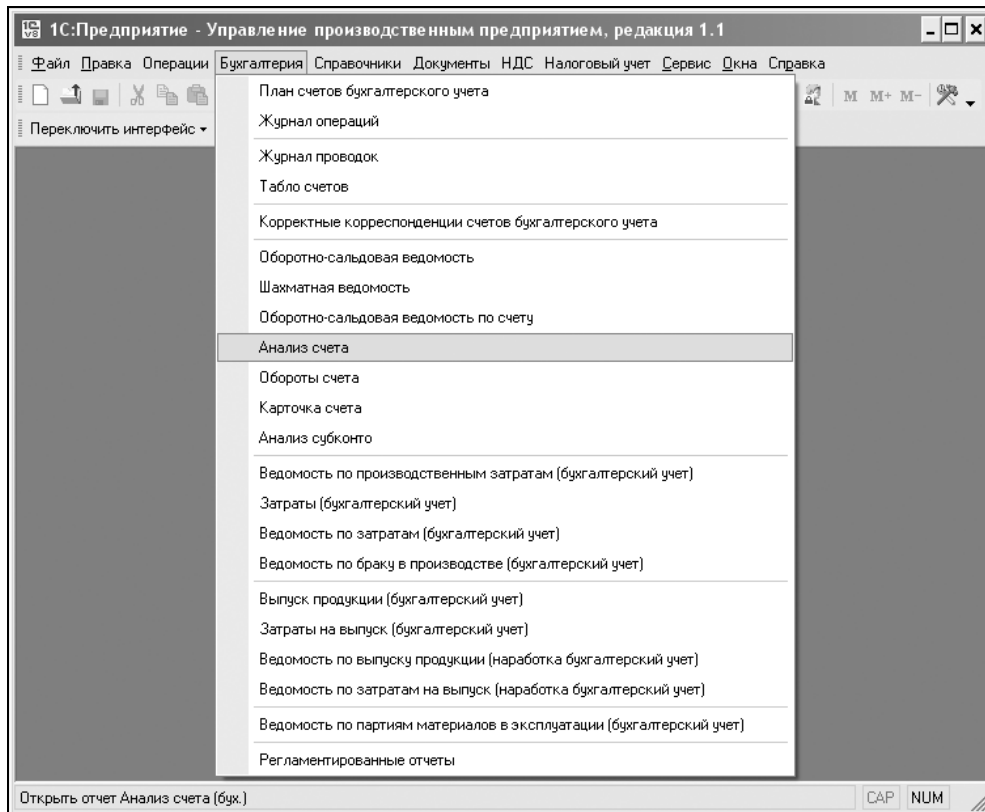 1С:Предприятие - Управление производственным предприятием, редакция 1.1
Файл Правка Операции Бухгалтерия Справочники Документы НДС Налоговый учет Сервис Окна Справка
M M+ M-
Переключить интерфейс
План счетов бухгалтерского учета
Журнал операций
Журнал проводок
Табло счетов
Корректные корреспонденции счетов бухгалтерского учета
Оборотно-сальдовая ведомость
Шахматная ведомость
Оборотно-сальдовая ведомость по счету
Анализ счета
Обороты счета
Карточка счета
Анализ субконто
Ведомость по производственным затратам (бухгалтерский учет)
Затраты (бухгалтерский учет)
Ведомость по затратам (бухгалтерский учет)
Ведомость по браку в производстве (бухгалтерский учет)
Выпуск продукции (бухгалтерский учет)
Затраты на выпуск (бухгалтерский учет)
Ведомость по выпуску продукции (наработка бухгалтерский учет)
Ведомость по затратам на выпуск (наработка бухгалтерский учет)
Ведомость по партиям материалов в эксплуатации (бухгалтерский учет)
Регламентированные отчеты
Открыть отчет Анализ счета (бух.)
CAP NUM